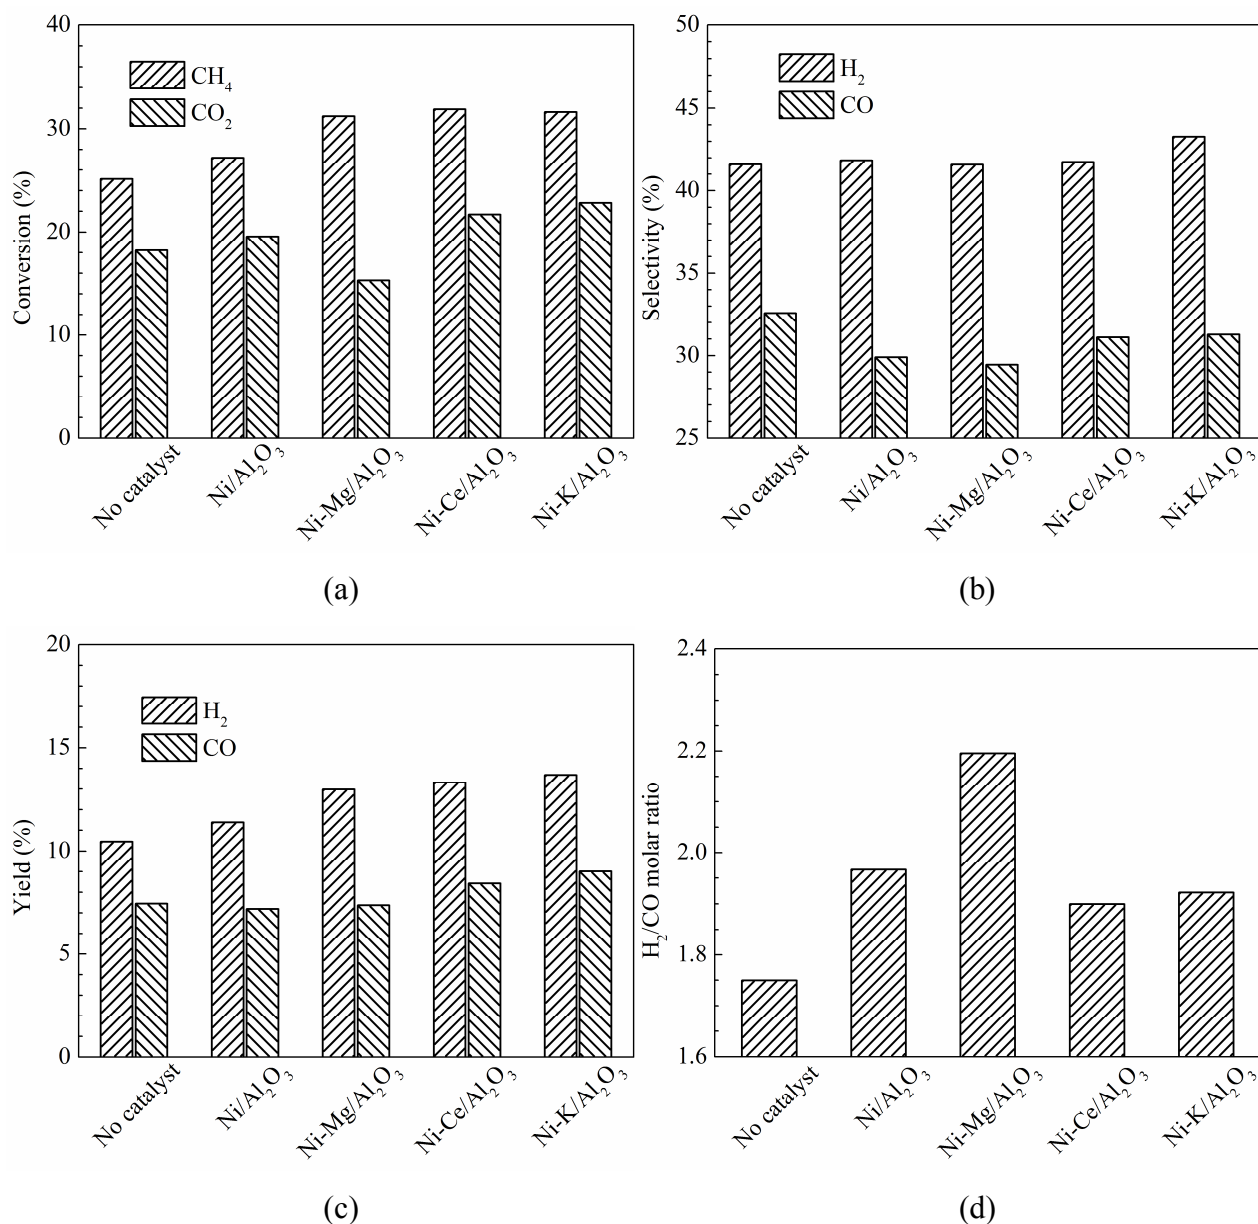 40
30
20
10
0
Conversion (%)
CH₄
CO₂
No catalyst
Ni/Al₂O₃
Ni-Mg/Al₂O₃
Ni-Ce/Al₂O₃
Ni-K/Al₂O₃
(a)
50
45
40
35
30
25
Selectivity (%)
H₂
CO
No catalyst
Ni/Al₂O₃
Ni-Mg/Al₂O₃
Ni-Ce/Al₂O₃
Ni-K/Al₂O₃
(b)
20
15
10
5
0
Yield (%)
H₂
CO
No catalyst
Ni/Al₂O₃
Ni-Mg/Al₂O₃
Ni-Ce/Al₂O₃
Ni-K/Al₂O₃
(c)
2.4
2.2
2.0
1.8
1.6
H₂/CO molar ratio
No catalyst
Ni/Al₂O₃
Ni-Mg/Al₂O₃
Ni-Ce/Al₂O₃
Ni-K/Al₂O₃
(d)